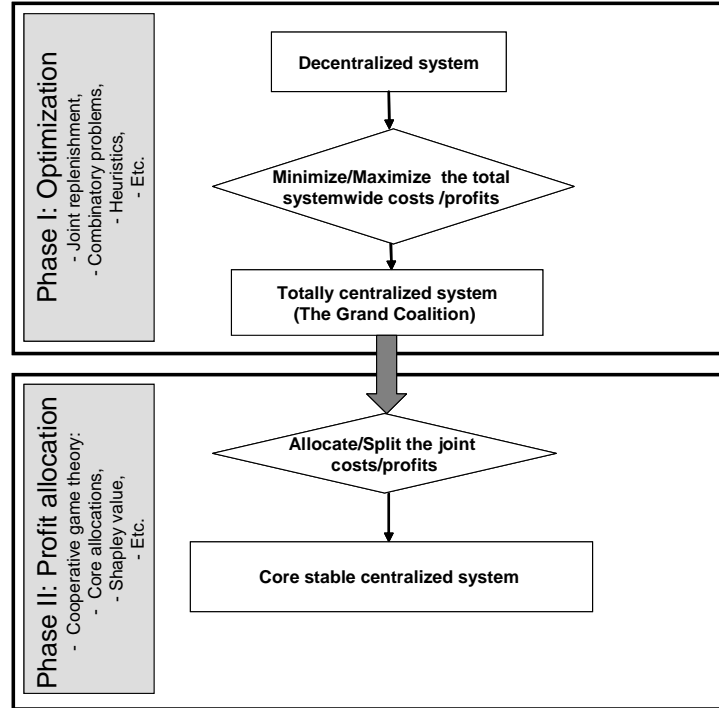 Phase I: Optimization
- Joint replenishment,
- Combinatory problems,
- Heuristics,
- Etc.
Decentralized system
Minimize/Maximize the total
systemwide costs /profits
Totally centralized system
(The Grand Coalition)
Phase II: Profit allocation
- Cooperative game theory:
- Core allocations,
- Shapley value,
- Etc.
Allocate/Split the joint
costs/profits
Core stable centralized system